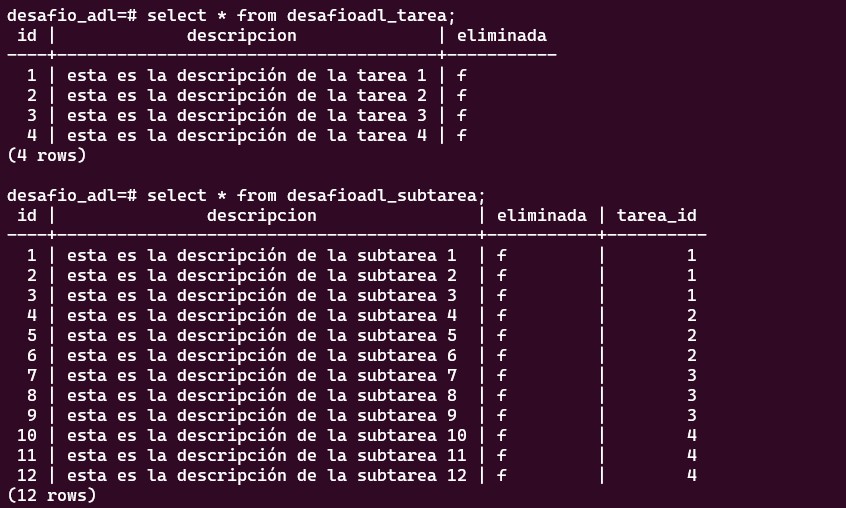 desafio_adl=# select * from desafioadl_tarea;
 id |             descripcion              | eliminada
----+--------------------------------------+-----------
  1 | esta es la descripción de la tarea 1 | f
  2 | esta es la descripción de la tarea 2 | f
  3 | esta es la descripción de la tarea 3 | f
  4 | esta es la descripción de la tarea 4 | f
(4 rows)

desafio_adl=# select * from desafioadl_subtarea;
 id |               descripcion                | eliminada | tarea_id
----+------------------------------------------+-----------+----------
  1 | esta es la descripción de la subtarea 1  | f         |        1
  2 | esta es la descripción de la subtarea 2  | f         |        1
  3 | esta es la descripción de la subtarea 3  | f         |        1
  4 | esta es la descripción de la subtarea 4  | f         |        2
  5 | esta es la descripción de la subtarea 5  | f         |        2
  6 | esta es la descripción de la subtarea 6  | f         |        2
  7 | esta es la descripción de la subtarea 7  | f         |        3
  8 | esta es la descripción de la subtarea 8  | f         |        3
  9 | esta es la descripción de la subtarea 9  | f         |        3
 10 | esta es la descripción de la subtarea 10 | f         |        4
 11 | esta es la descripción de la subtarea 11 | f         |        4
 12 | esta es la descripción de la subtarea 12 | f         |        4
(12 rows)